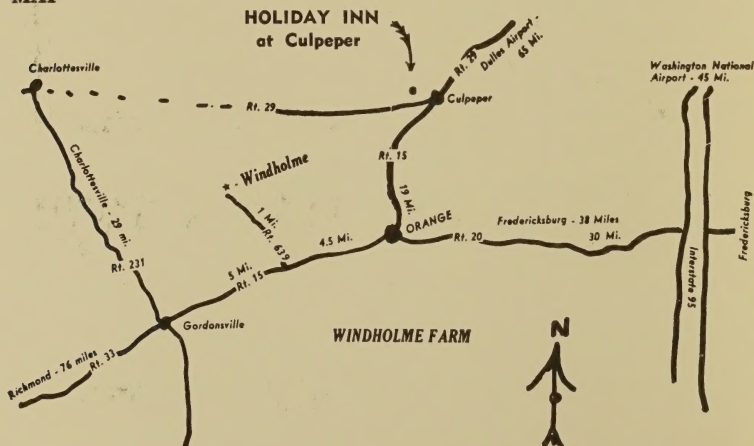 HOLIDAY INN
at Culpeper
Rt. 29
Dulles Airport -
65 Mi.
Charlottesville
Washington National
Airport - 45 Mi.
Rt. 29
Culpeper
Rt. 15
Windholme
19 Mi.
Charlottesville - 29 mi.
Rt. 231
1 Mi.
Rt. 639
ORANGE
4.5 Mi.
Rt. 20
Fredericksburg - 38 Miles
30 Mi.
Fredericksburg
Interstate 95
5 Mi.
Rt. 15
Gordonsville
WINDHOLME FARM
N
Richmond - 76 miles
Rt. 33